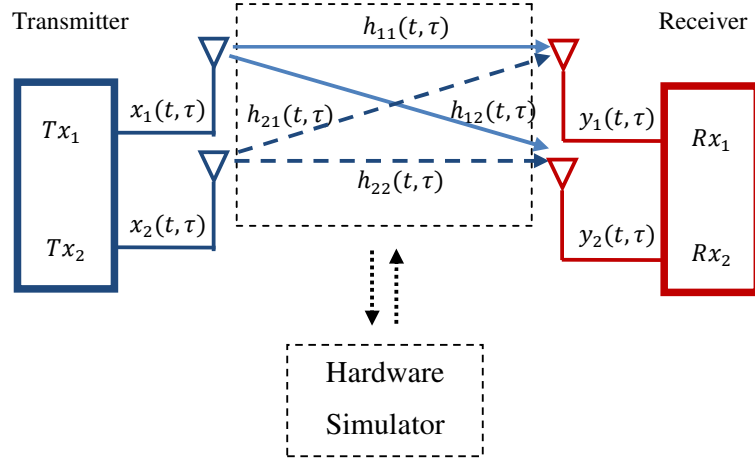 Transmitter
Receiver
h₁₁(t, τ)
x₁(t, τ)
Tx₁
h₂₁(t, τ)
h₁₂(t, τ)
y₁(t, τ)
Rx₁
h₂₂(t, τ)
x₂(t, τ)
Tx₂
y₂(t, τ)
Rx₂
Hardware
Simulator